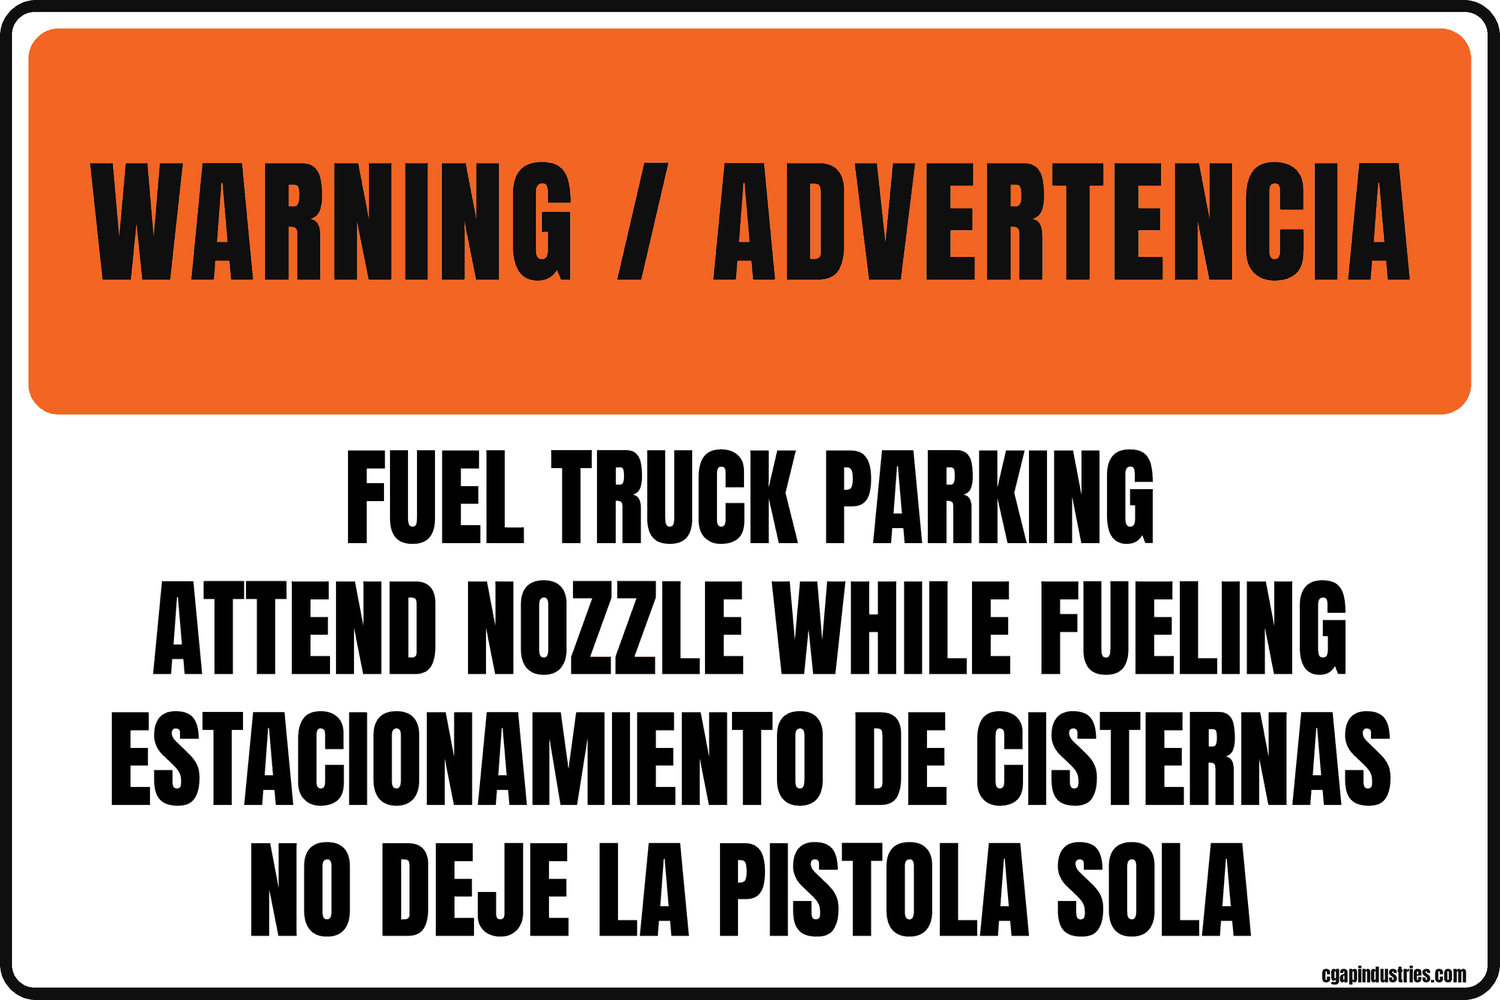 WARNING / ADVERTENCIA
FUEL TRUCK PARKING
ATTEND NOZZLE WHILE FUELING
ESTACIONAMIENTO DE CISTERNAS
NO DEJE LA PISTOLA SOLA
cgapindustries.com